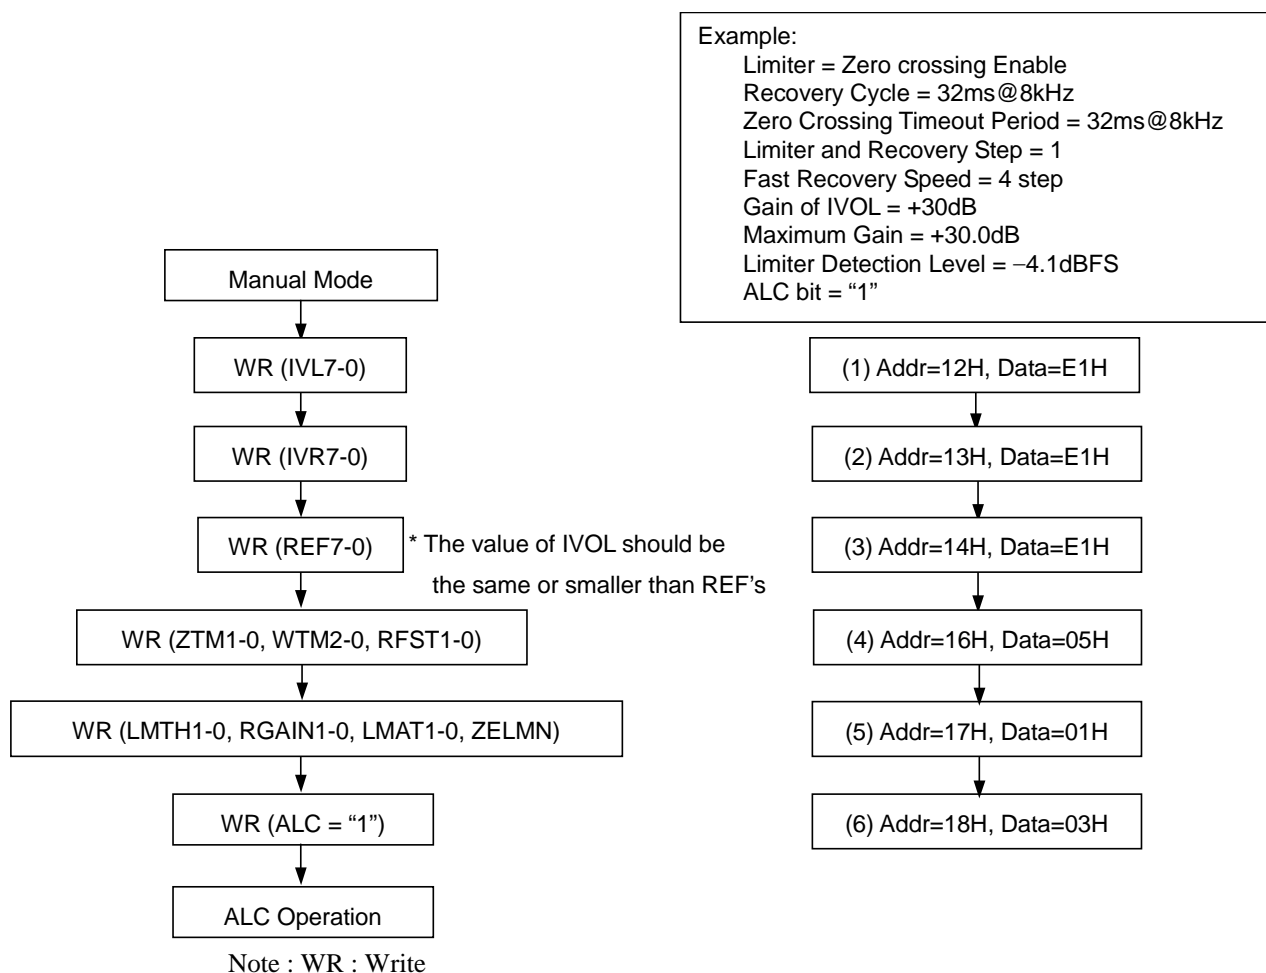 Example:
Limiter = Zero crossing Enable
Recovery Cycle = 32ms@8kHz
Zero Crossing Timeout Period = 32ms@8kHz
Limiter and Recovery Step = 1
Fast Recovery Speed = 4 step
Gain of IVOL = +30dB
Maximum Gain = +30.0dB
Limiter Detection Level = −4.1dBFS
ALC bit = “1”
Manual Mode
WR (IVL7-0)
WR (IVR7-0)
WR (REF7-0)
* The value of IVOL should be
the same or smaller than REF’s
WR (ZTM1-0, WTM2-0, RFST1-0)
WR (LMTH1-0, RGAIN1-0, LMAT1-0, ZELMN)
WR (ALC = “1”)
ALC Operation
Note : WR : Write
(1) Addr=12H, Data=E1H
(2) Addr=13H, Data=E1H
(3) Addr=14H, Data=E1H
(4) Addr=16H, Data=05H
(5) Addr=17H, Data=01H
(6) Addr=18H, Data=03H